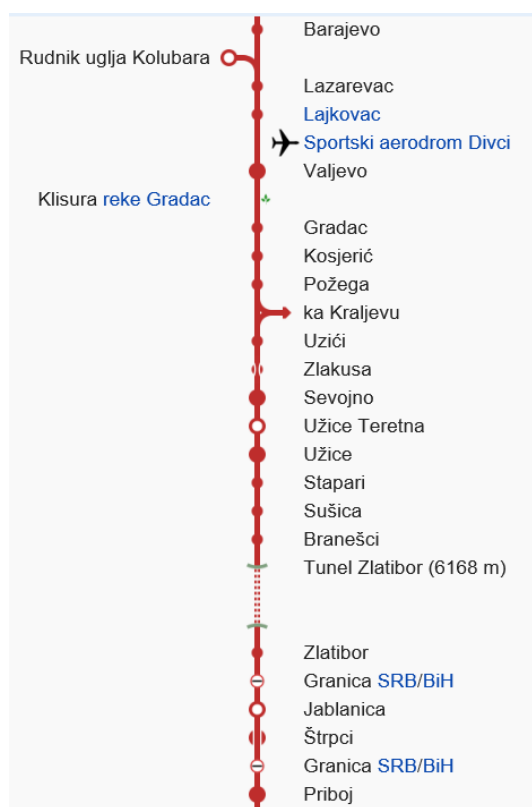 Barajevo
Rudnik uglja Kolubara
Lazarevac
Lajkovac
Sportski aerodrom Divci
Valjevo
Klisura reke Gradac
Gradac
Kosjerić
Požega
ka Kraljevu
Uzići
Zlakusa
Sevojno
Užice Teretna
Užice
Stapari
Sušica
Branešci
Tunel Zlatibor (6168 m)
Zlatibor
Granica SRB/BiH
Jablanica
Štrpci
Granica SRB/BiH
Priboj